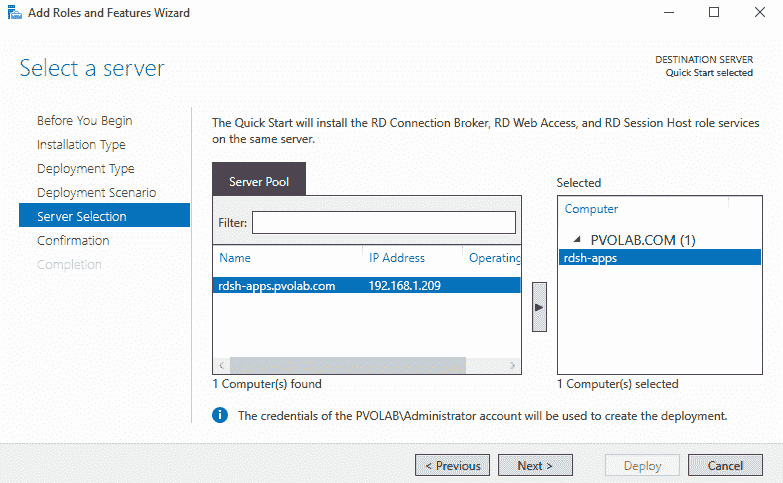 Add Roles and Features Wizard
Select a server
DESTINATION SERVER
Quick Start selected
Before You Begin
Installation Type
Deployment Type
Deployment Scenario
Server Selection
Confirmation
Completion
The Quick Start will install the RD Connection Broker, RD Web Access, and RD Session Host role services
on the same server.
Server Pool
Filter:
Name IP Address Operating
rdsh-apps.pvolab.com 192.168.1.209
1 Computer(s) found
Selected
Computer
PVOLAB.COM (1)
rdsh-apps
1 Computer(s) selected
The credentials of the PVOLAB\Administrator account will be used to create the deployment.
< Previous Next > Deploy Cancel